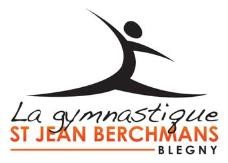 La gymnastique
ST JEAN BERCHMANS
BLEGNY